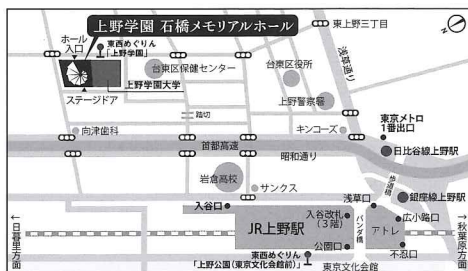 上野学園 石橋メモリアルホール
ホール
入口
東西めぐりん
「上野学園」
上野学園大学
ステージドア
台東区保健センター
東上野三丁目
浅草通り
台東区役所
上野警察署
踏切
向津歯科
キンコーズ
東京メトロ
1番出口
首都高速
昭和通り
日比谷線上野駅
岩倉高校
サンクス
歩道橋
銀座線上野駅
入谷口
浅草口
入谷改札
(3階)
パンダ橋
広小路口
JR上野駅
アトレ
公園口
不忍口
←日暮里方面
→秋葉原方面
東西めぐりん
「上野公園(東京文化会館前)」
東京文化会館